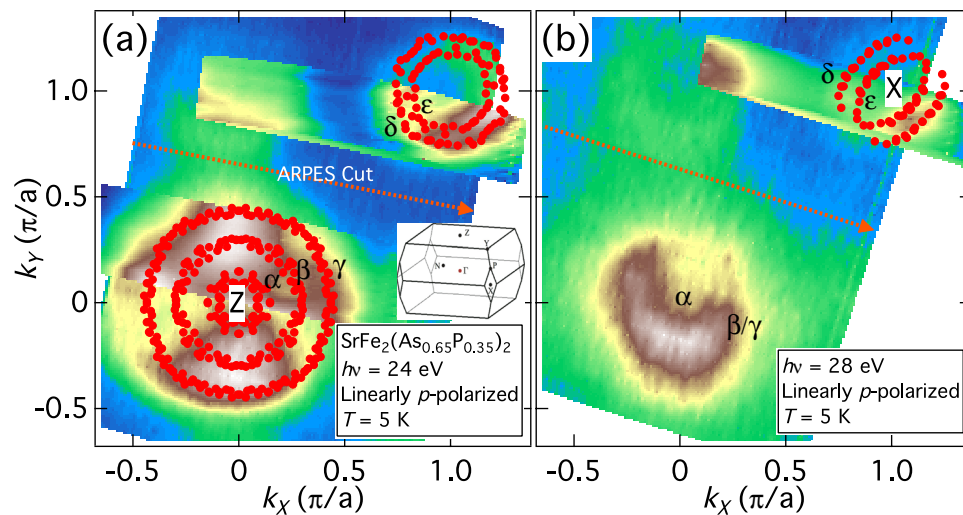 (a)
δ
ε
ARPES Cut
α
β
γ
Z
Z
Y
N
Γ
P
X
SrFe₂(As₀.₆₅P₀.₃₅)₂
hν = 24 eV
Linearly p-polarized
T = 5 K
1.0
0.5
0
-0.5
k_Y (π/a)
-0.5
0
0.5
1.0
k_X (π/a)
(b)
δ
ε
X
α
β/γ
hν = 28 eV
Linearly p-polarized
T = 5 K
-0.5
0
0.5
1.0
k_X (π/a)